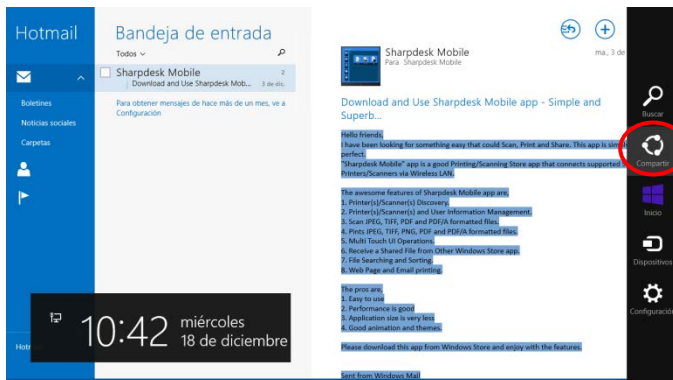 Hotmail
Bandeja de entrada
Todos
Sharpdesk Mobile 2
Download and Use Sharpdesk Mob... 3 de dic.
Para obtener mensajes de hace más de un mes, ve a
Configuración
Boletines
Noticias sociales
Carpetas
10:42
miércoles
18 de diciembre
Sharpdesk Mobile
Para Sharpdesk Mobile
ma., 3 de
Download and Use Sharpdesk Mobile app - Simple and
Superb...
Hello friends,
I have been looking for something easy that could Scan, Print and Share. This app is
perfect.
"Sharpdesk Mobile" app is a good Printing/Scanning Store app that connects supported
Printers/Scanners via Wireless LAN.
The awesome features of Sharpdesk Mobile app are,
1. Printer(s)/Scanner(s) Discovery.
2. Printer(s)/Scanner(s) and User Information Management.
3. Scan JPEG, TIFF, PDF and PDF/A formatted files.
4. Pints JPEG, TIFF, PNG, PDF and PDF/A formatted files.
5. Multi Touch UI Operations.
6. Receive a Shared File from Other Windows Store app.
7. File Searching and Sorting.
8. Web Page and Email printing.
The pros are,
1. Easy to use
2. Performance is good
3. Application size is very less
4. Good animation and themes.
Please download this app from Windows Store and enjoy with the features.
Sent from Windows Mail
Buscar
Compartir
Inicio
Dispositivos
Configuración